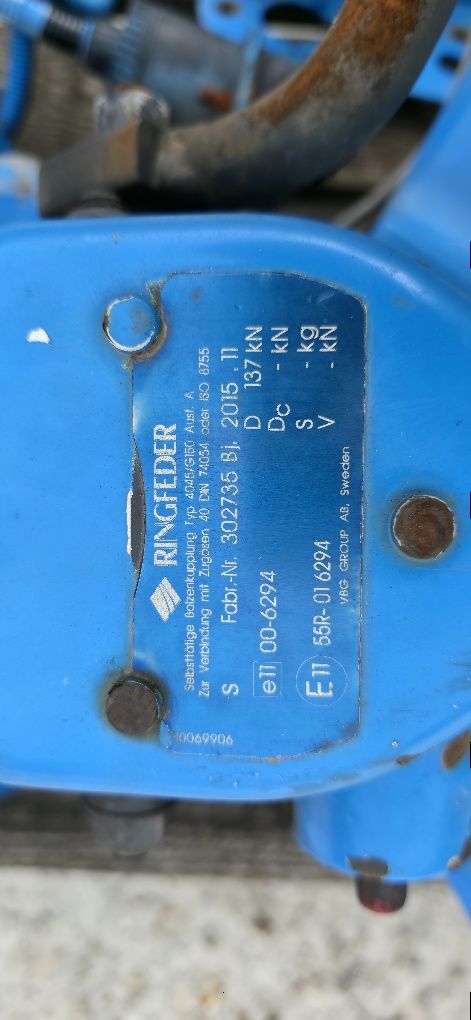 RINGFEDER
Selbsttätige Bolzenkupplung Typ 4045/G150 Ausf. A
Zur Verbindung mit Zugösen 40 DIN 74054 oder ISO 8755
S Fabr.-Nr. 302735 Bj. 2015 . 11
e11 00-6294 D 137 kN
Dc - kN
E11 55R-01 6294 S - kg
V - kN
VBG GROUP AB, Sweden
10069906